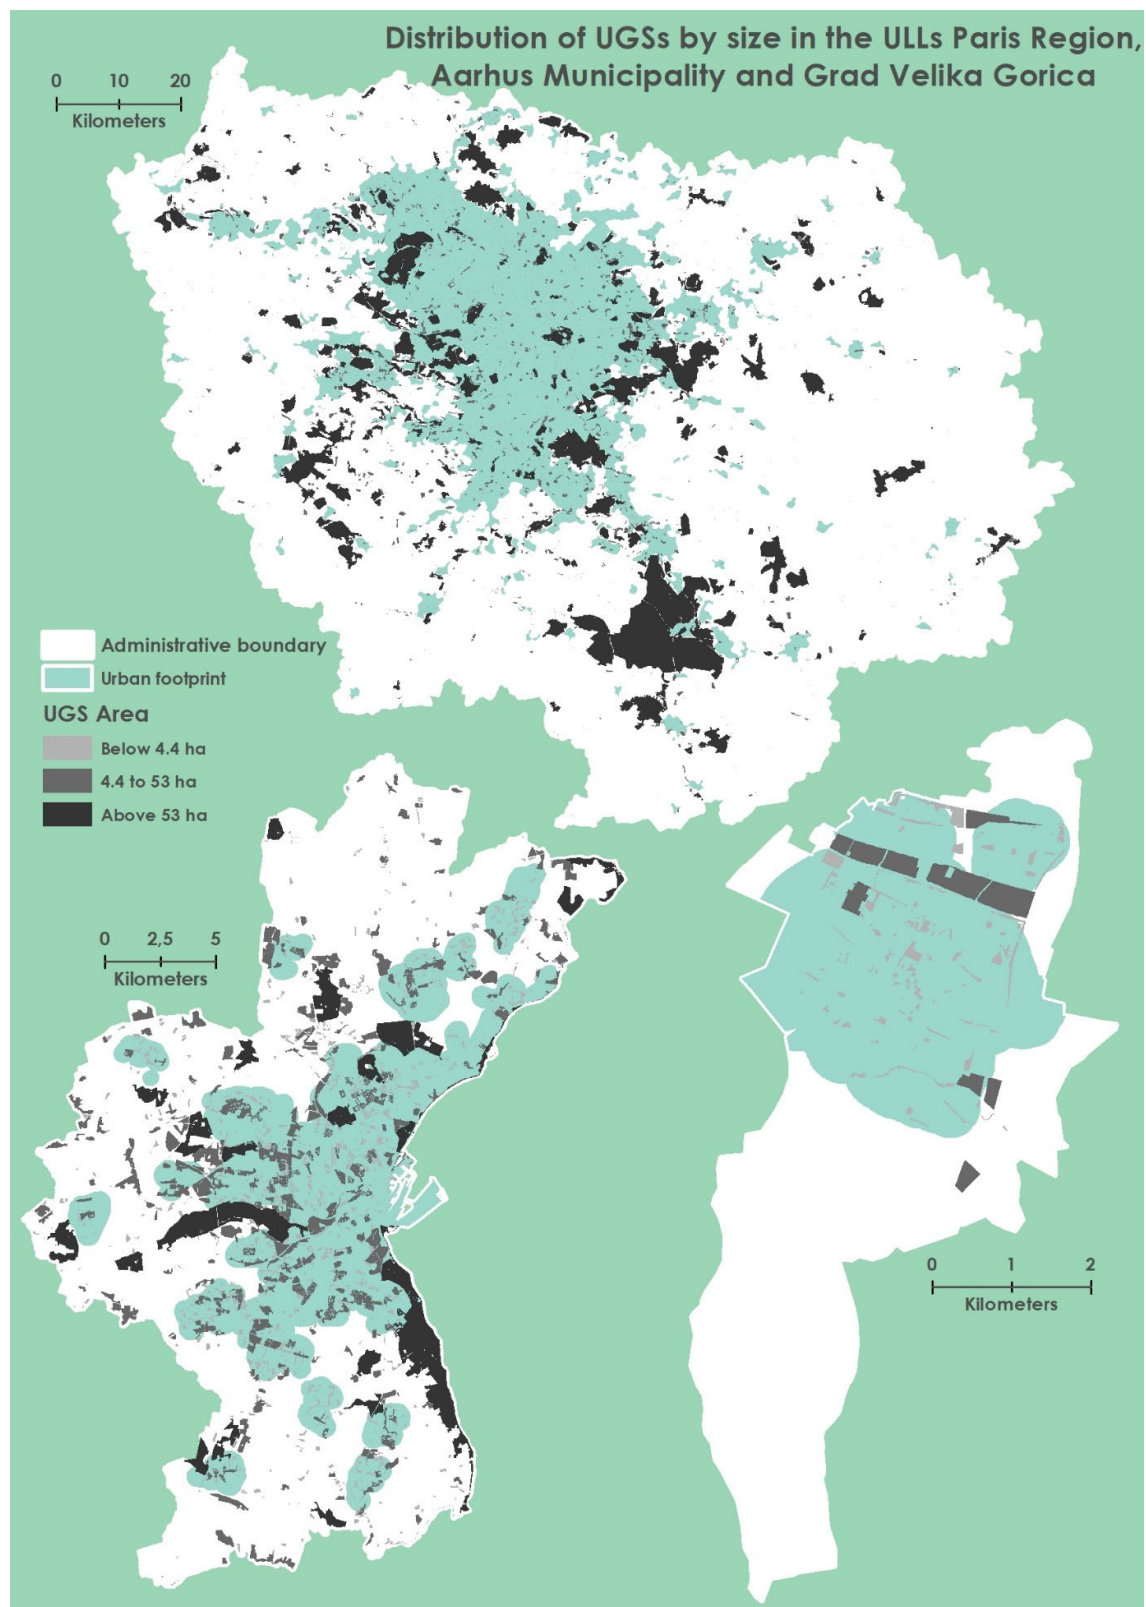 Distribution of UGSs by size in the ULLs Paris Region,
Aarhus Municipality and Grad Velika Gorica
0 10 20
Kilometers
Administrative boundary
Urban footprint
UGS Area
Below 4.4 ha
4.4 to 53 ha
Above 53 ha
0 2,5 5
Kilometers
0 1 2
Kilometers